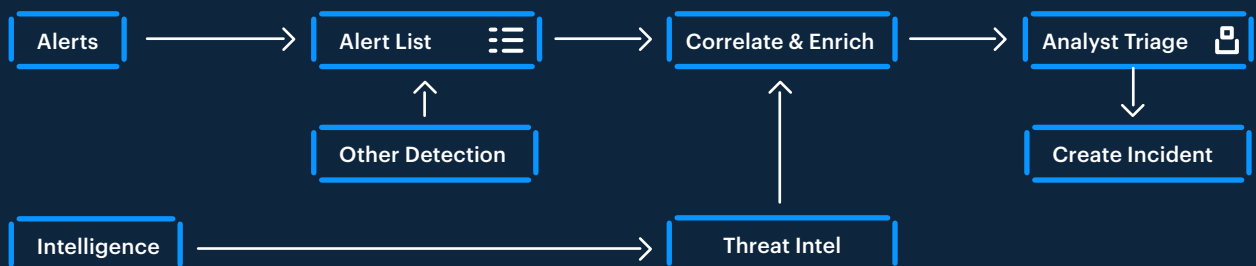 Alerts
Alert List
Correlate & Enrich
Analyst Triage
Other Detection
Create Incident
Intelligence
Threat Intel